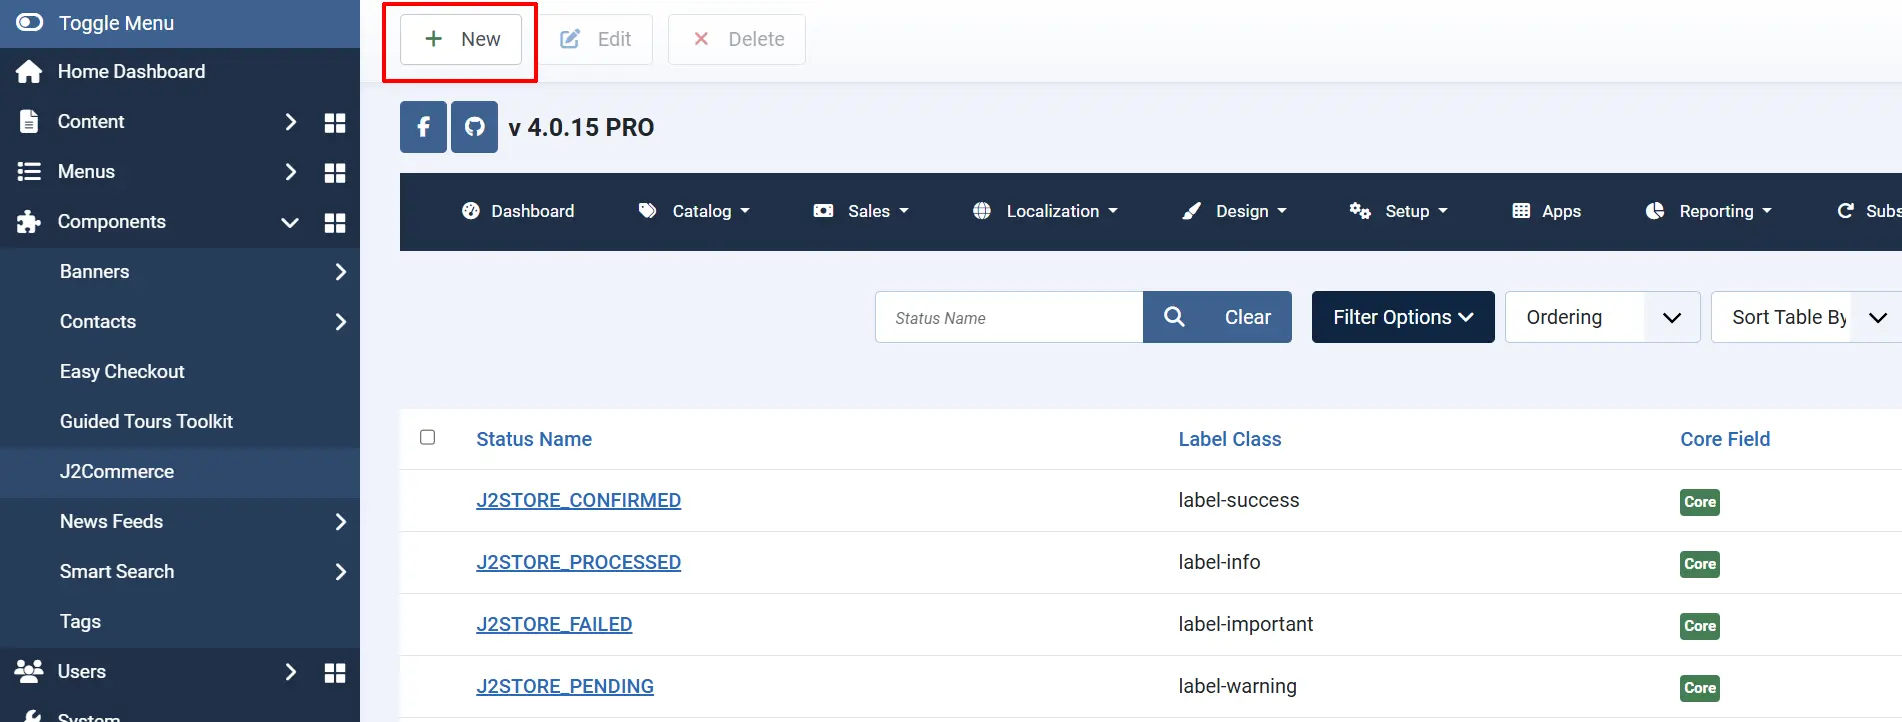 Toggle Menu
Home Dashboard
Content
Menus
Components
Banners
Contacts
Easy Checkout
Guided Tours Toolkit
J2Commerce
News Feeds
Smart Search
Tags
Users
System
New Edit Delete
v 4.0.15 PRO
Dashboard Catalog Sales Localization Design Setup Apps Reporting Subs
Status Name Clear Filter Options Ordering Sort Table By
Status Name Label Class Core Field
J2STORE_CONFIRMED label-success Core
J2STORE_PROCESSED label-info Core
J2STORE_FAILED label-important Core
J2STORE_PENDING label-warning Core